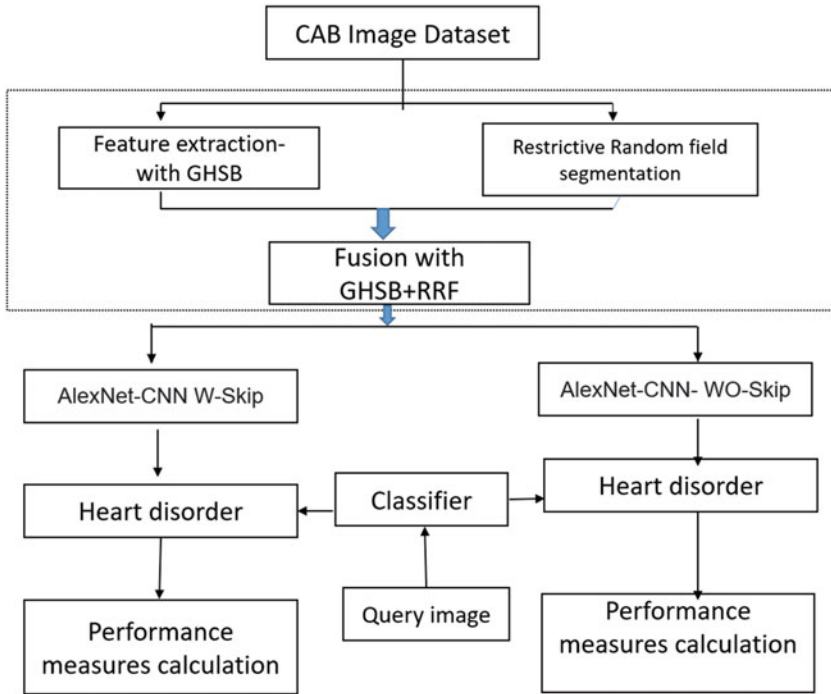 CAB Image Dataset
Feature extraction-
with GHSB
Restrictive Random field
segmentation
Fusion with
GHSB+RRF
AlexNet-CNN W-Skip
AlexNet-CNN- WO-Skip
Heart disorder
Classifier
Heart disorder
Query image
Performance
measures calculation
Performance
measures calculation